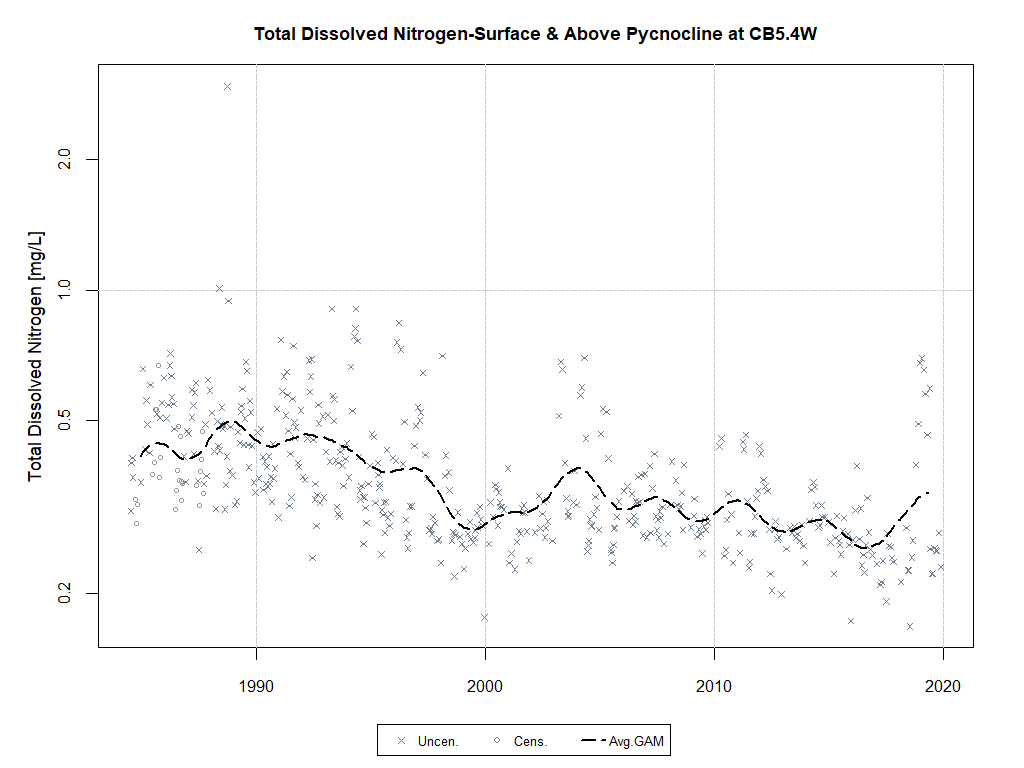 Total Dissolved Nitrogen-Surface & Above Pycnocline at CB5.4W
Total Dissolved Nitrogen [mg/L]
2.0
1.0
0.5
0.2
1990 2000 2010 2020
Uncen. Cens. Avg.GAM